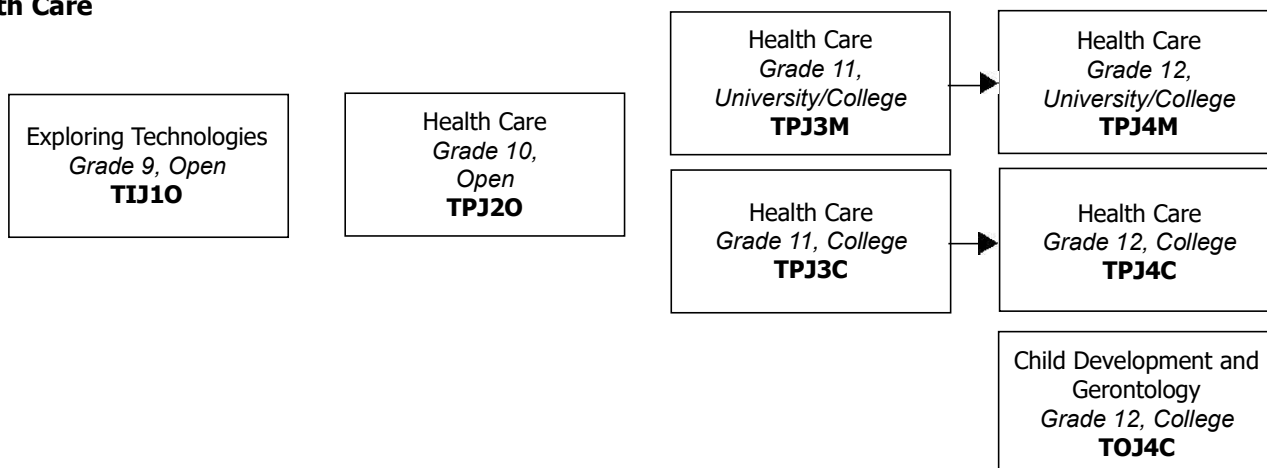 th Care
Exploring Technologies
Grade 9, Open
TIJ1O
Health Care
Grade 10,
Open
TPJ2O
Health Care
Grade 11,
University/College
TPJ3M
Health Care
Grade 12,
University/College
TPJ4M
Health Care
Grade 11, College
TPJ3C
Health Care
Grade 12, College
TPJ4C
Child Development and
Gerontology
Grade 12, College
TOJ4C